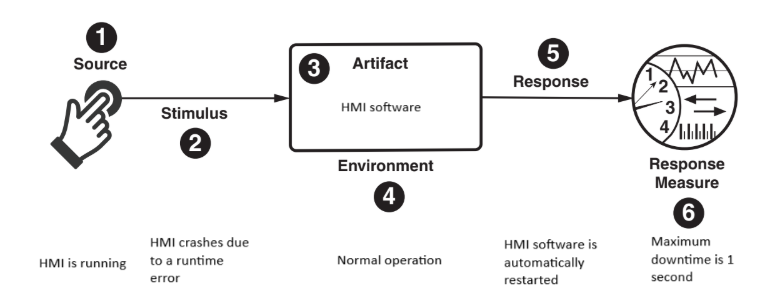 1
Source
Stimulus
2
3
Artifact
HMI software
Environment
4
5
Response
1
2
3
4
Response
Measure
6
HMI is running
HMI crashes due
to a runtime
error
Normal operation
HMI software is
automatically
restarted
Maximum
downtime is 1
second